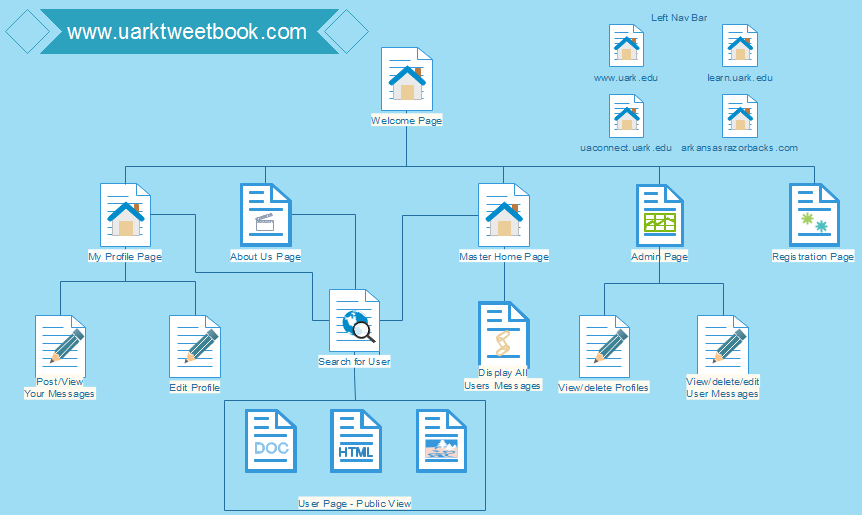 www.uarktweetbook.com
Left Nav Bar
www.uark.edu
learn.uark.edu
uaconnect.uark.edu
arkansasrazorbacks.com
Welcome Page
My Profile Page
About Us Page
Master Home Page
Admin Page
Registration Page
Search for User
Post/View
Your Messages
Edit Profile
Display All
Users Messages
View/delete Profiles
View/delete/edit
User Messages
DOC
HTML
User Page - Public View